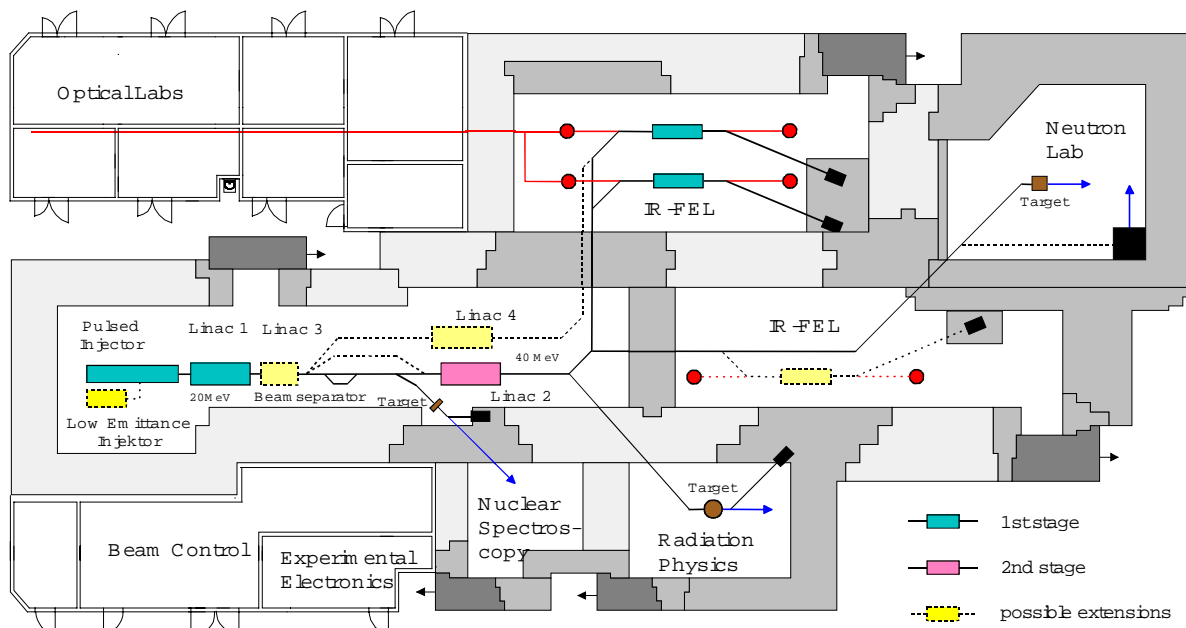 Optical Labs
Neutron
Lab
Target
IR-FEL
Pulsed
Injector
Linac 1
Linac 3
Linac 4
IR-FEL
40 MeV
20MeV
Beam separator
Target
Linac 2
Low Emittance
Injektor
Nuclear
Spectros-
copy
Target
Radiation
Physics
Beam Control
Experimental
Electronics
1st stage
2nd stage
possible extensions